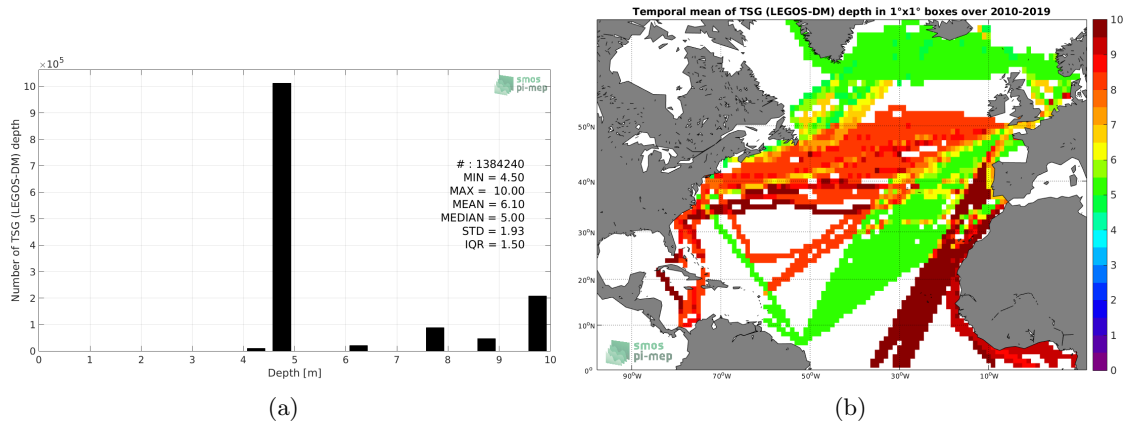 ×10⁵
10
9
8
7
6
5
4
3
2
1
0
Number of TSG (LEGOS-DM) depth
smos
pi-mep
# : 1384240
MIN = 4.50
MAX = 10.00
MEAN = 6.10
MEDIAN = 5.00
STD = 1.93
IQR = 1.50
0 1 2 3 4 5 6 7 8 9 10
Depth [m]
(a)
Temporal mean of TSG (LEGOS-DM) depth in 1°x1° boxes over 2010-2019
50°N
40°N
30°N
20°N
10°N
0°
90°W 70°W 50°W 30°W 10°W
smos
pi-mep
10
9
8
7
6
5
4
3
2
1
0
(b)